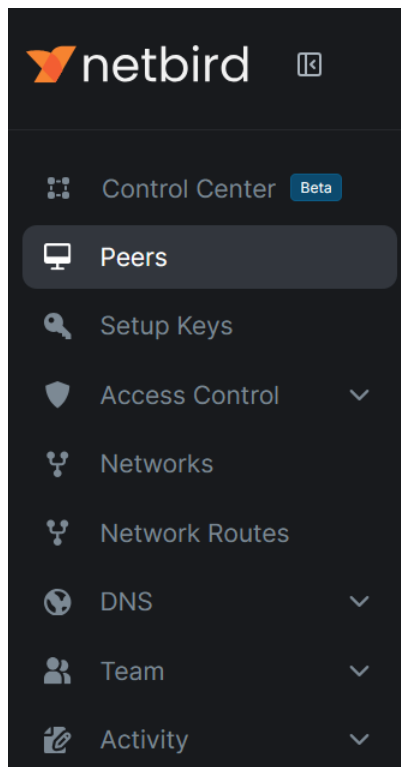 netbird
Control Center Beta
Peers
Setup Keys
Access Control
Networks
Network Routes
DNS
Team
Activity